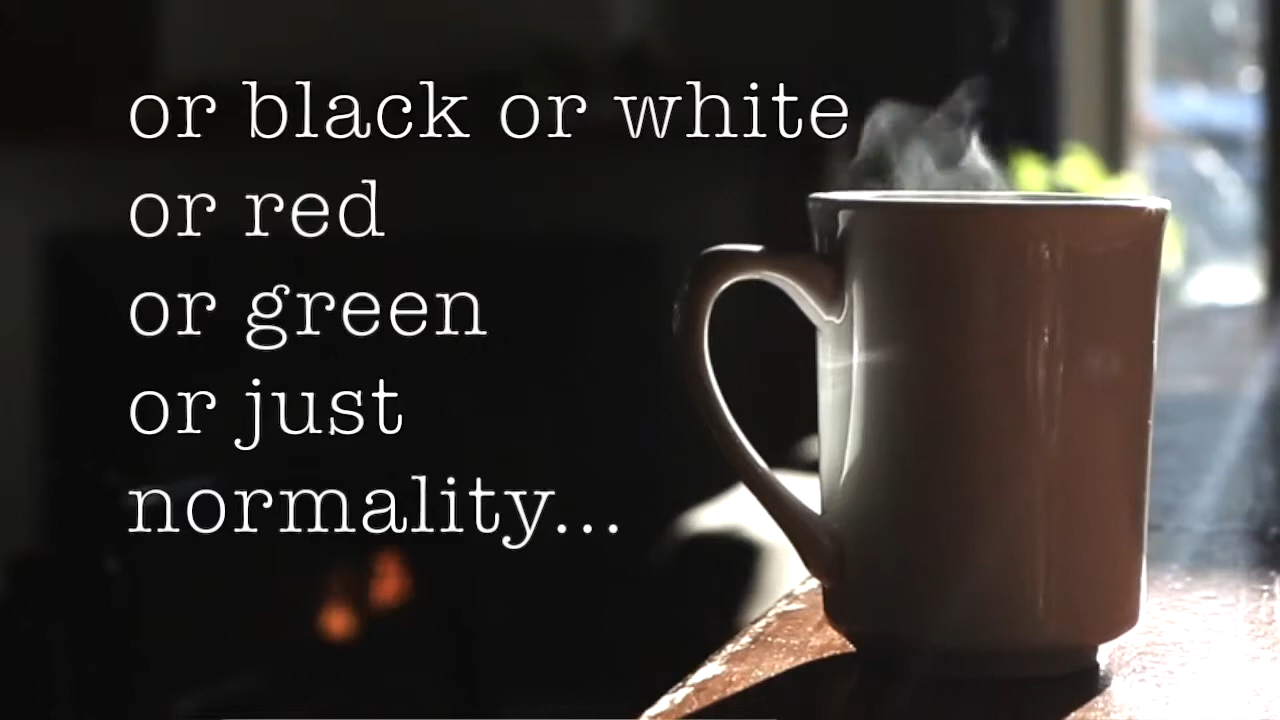 or black or white
or red
or green
or just
normality...